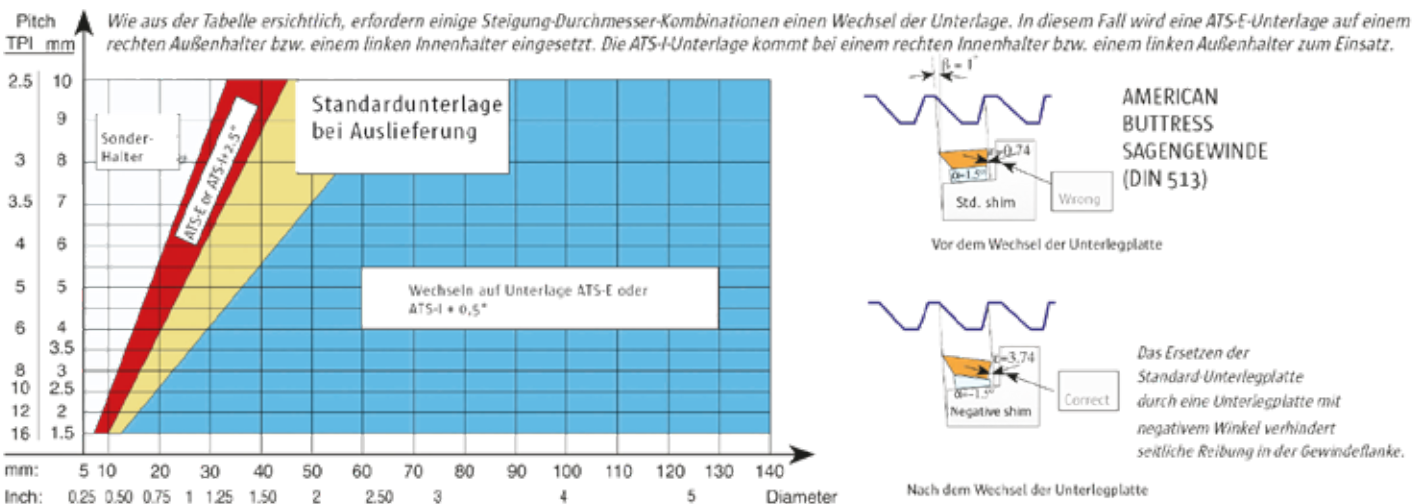 Pitch
TPI mm
Wie aus der Tabelle ersichtlich, erfordern einige Steigung-Durchmesser-Kombinationen einen Wechsel der Unterlage. In diesem Fall wird eine ATS-E-Unterlage auf einem
rechten Außenhalter bzw. einem linken Innenhalter eingesetzt. Die ATS-I-Unterlage kommt bei einem rechten Innenhalter bzw. einem linken Außenhalter zum Einsatz.
2.5 10
9
3 8
3.5 7
4 6
5 5
6 4
3.5
8 3
10 2.5
12 2
16 1.5
Sonder-
Halter
ATS-E or ATS-I+2.5°
Standardunterlage
bei Auslieferung
Wechseln auf Unterlage ATS-E oder
ATS-I + 0,5°
mm: 5 10 20 30 40 50 60 70 80 90 100 110 120 130 140
Inch: 0.25 0.50 0.75 1 1.25 1.50 2 2.50 3 4 5 Diameter
β = 1°
0.74
α=1.5°
Std. shim
Wrong
AMERICAN
BUTTRESS
SAGENGEWINDE
(DIN 513)
Vor dem Wechsel der Unterlegplatte
=3.74
α=-1.5°
Negative shim
Correct
Das Ersetzen der
Standard-Unterlegplatte
durch eine Unterlegplatte mit
negativem Winkel verhindert
seitliche Reibung in der Gewindeflanke.
Nach dem Wechsel der Unterlegplatte